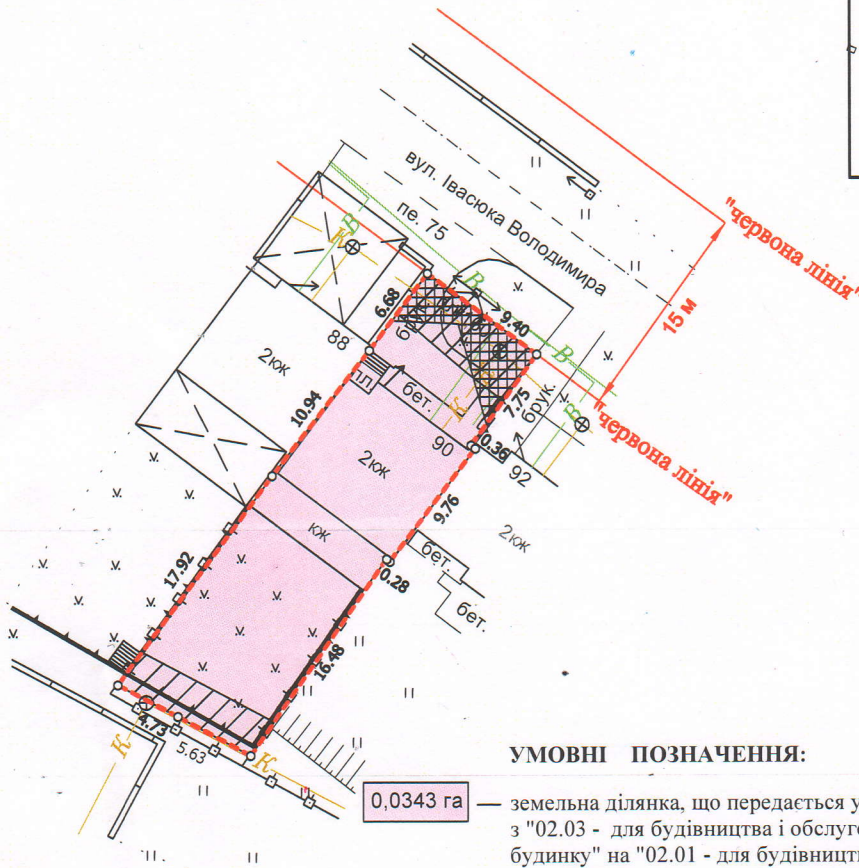 вул. Івасюка Володимира
пе. 75
"червона лінія"
15 м
"червона лінія"
В
К
В
В
В
6.68
9.40
брук.
88
2кж
10.94
пл.
бет.
К
7.75
брук.
90
0.36
92
2кж
9.76
2кж
кж
бет.
0.28
бет.
17.92
16.48
4.73
5.63
К
К
УМОВНІ ПОЗНАЧЕННЯ:
0,0343 га — земельна ділянка, що передається у
з "02.03 - для будівництва і обслуго
будинку" на "02.01 - для будівницт